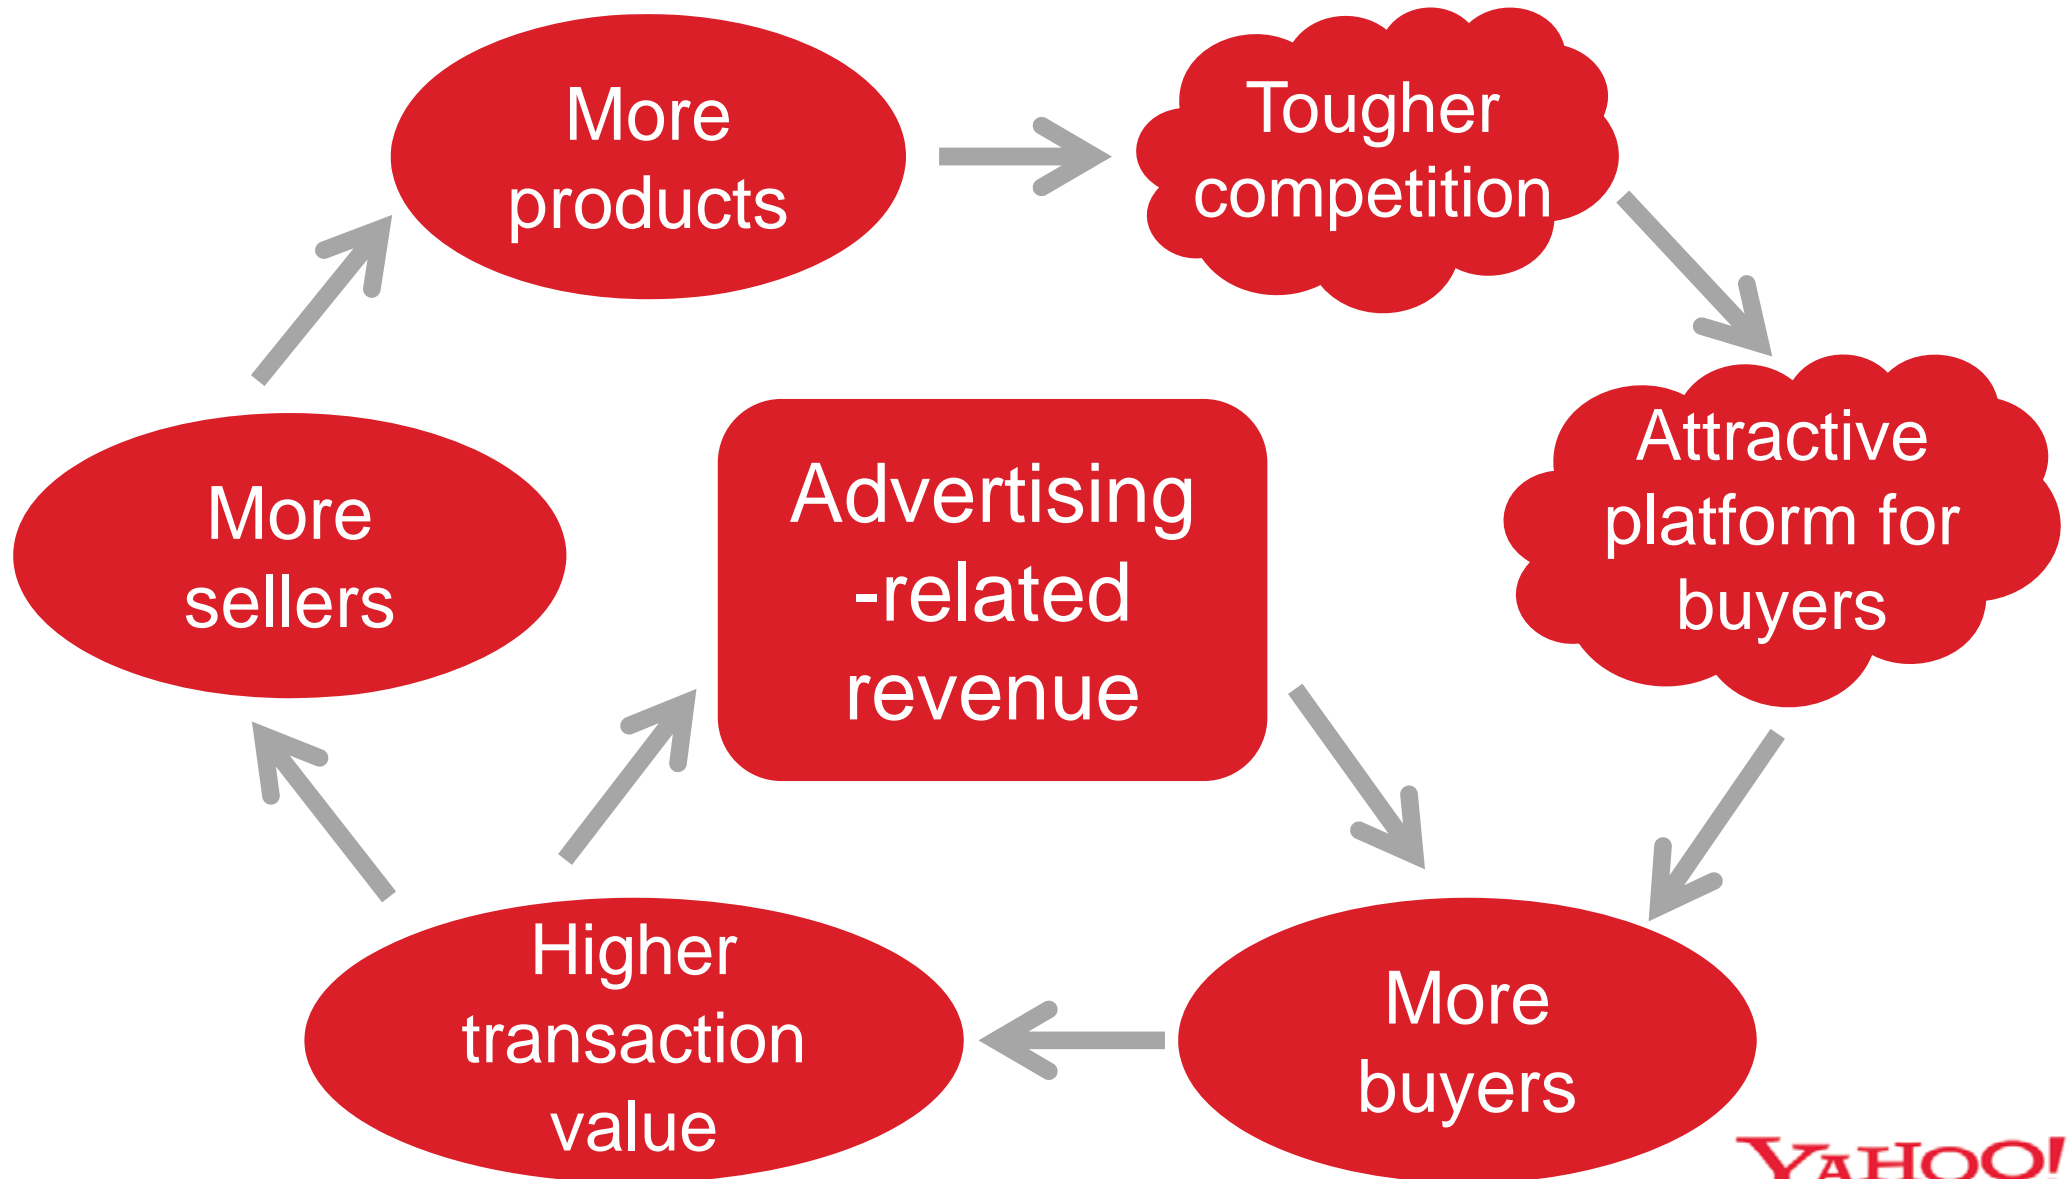 More
products
Tougher
competition
Attractive
platform for
buyers
More
sellers
Advertising
-related
revenue
Higher
transaction
value
More
buyers
YAHOO!